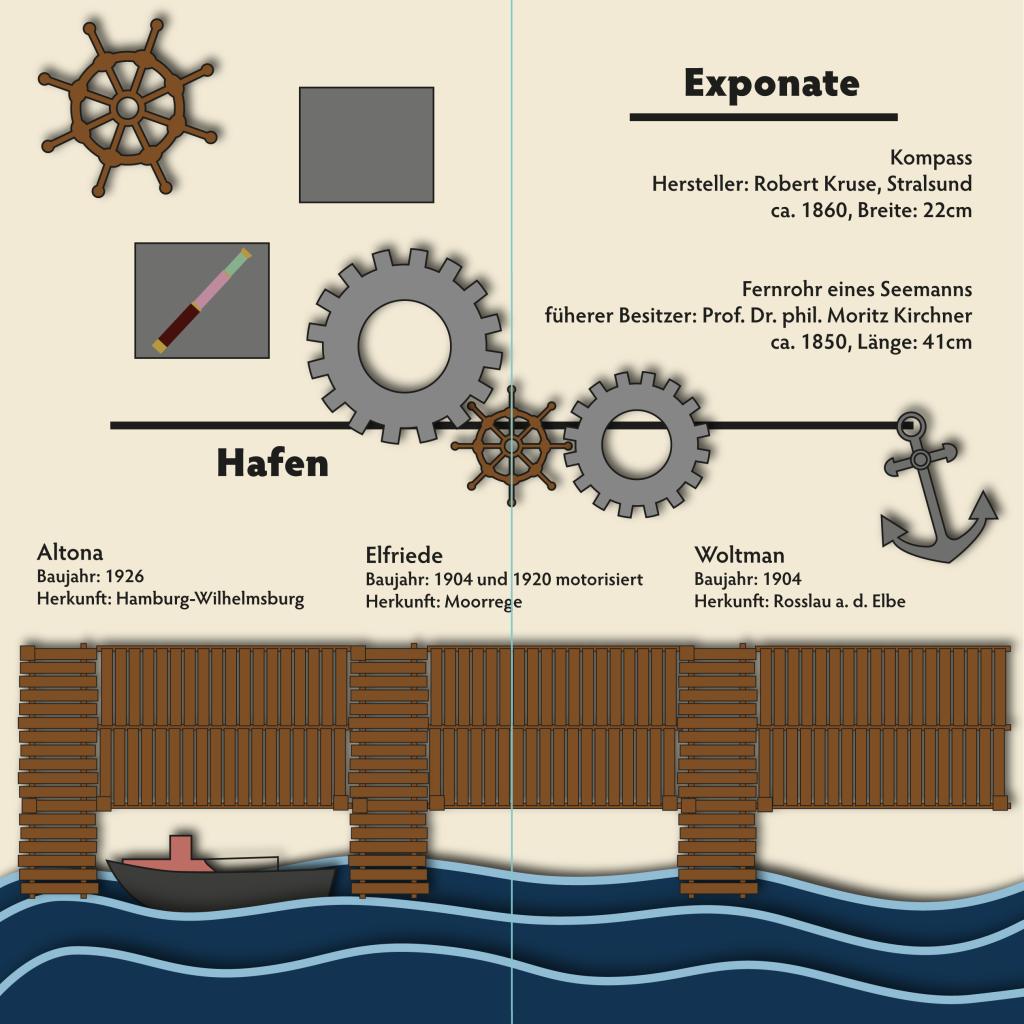 Exponate
Kompass
Hersteller: Robert Kruse, Stralsund
ca. 1860, Breite: 22cm
Fernrohr eines Seemanns
füherer Besitzer: Prof. Dr. phil. Moritz Kirchner
ca. 1850, Länge: 41cm
Hafen
Altona
Baujahr: 1926
Herkunft: Hamburg-Wilhelmsburg
Elfriede
Baujahr: 1904 und 1920 motorisiert
Herkunft: Moorrege
Woltman
Baujahr: 1904
Herkunft: Rosslau a. d. Elbe